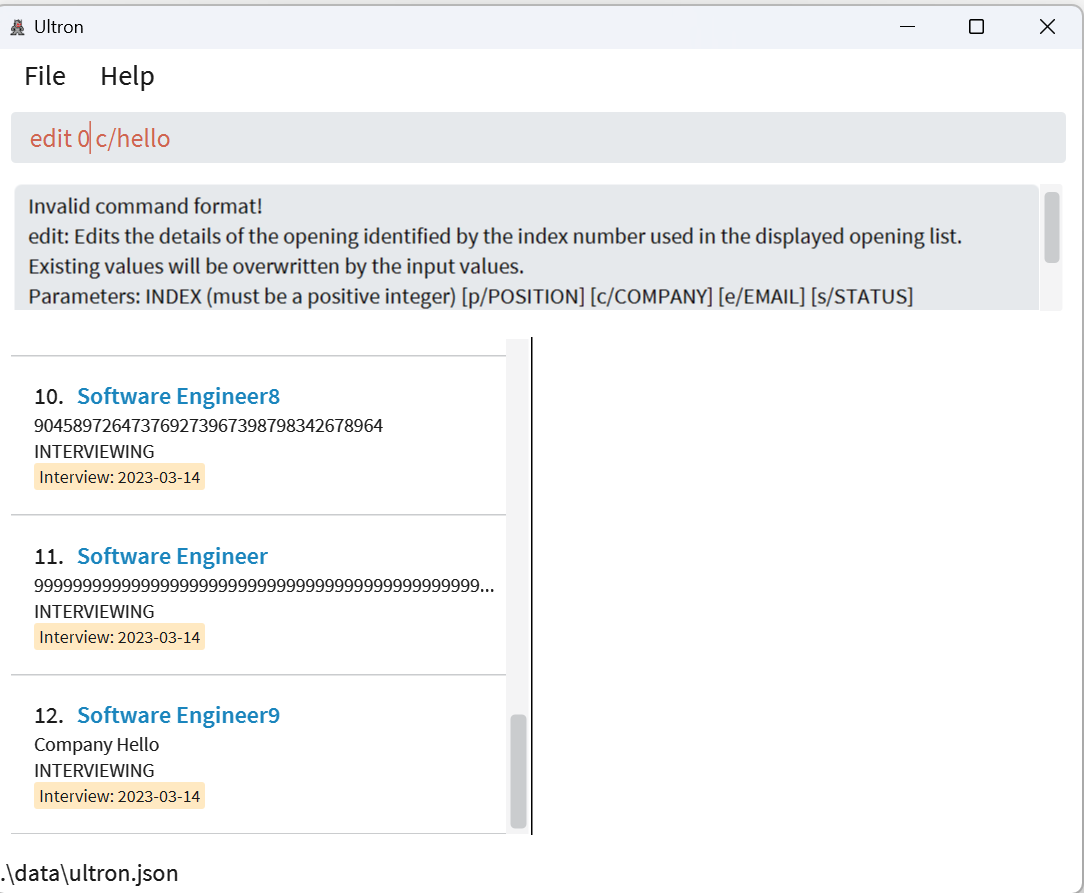 Ultron
File Help
edit 0 c/hello
Invalid command format!
edit: Edits the details of the opening identified by the index number used in the displayed opening list.
Existing values will be overwritten by the input values.
Parameters: INDEX (must be a positive integer) [p/POSITION] [c/COMPANY] [e/EMAIL] [s/STATUS]
10. Software Engineer8
904589726473769273967398798342678964
INTERVIEWING
Interview: 2023-03-14
11. Software Engineer
9999999999999999999999999999999999999999999999...
INTERVIEWING
Interview: 2023-03-14
12. Software Engineer9
Company Hello
INTERVIEWING
Interview: 2023-03-14
.\data\ultron.json